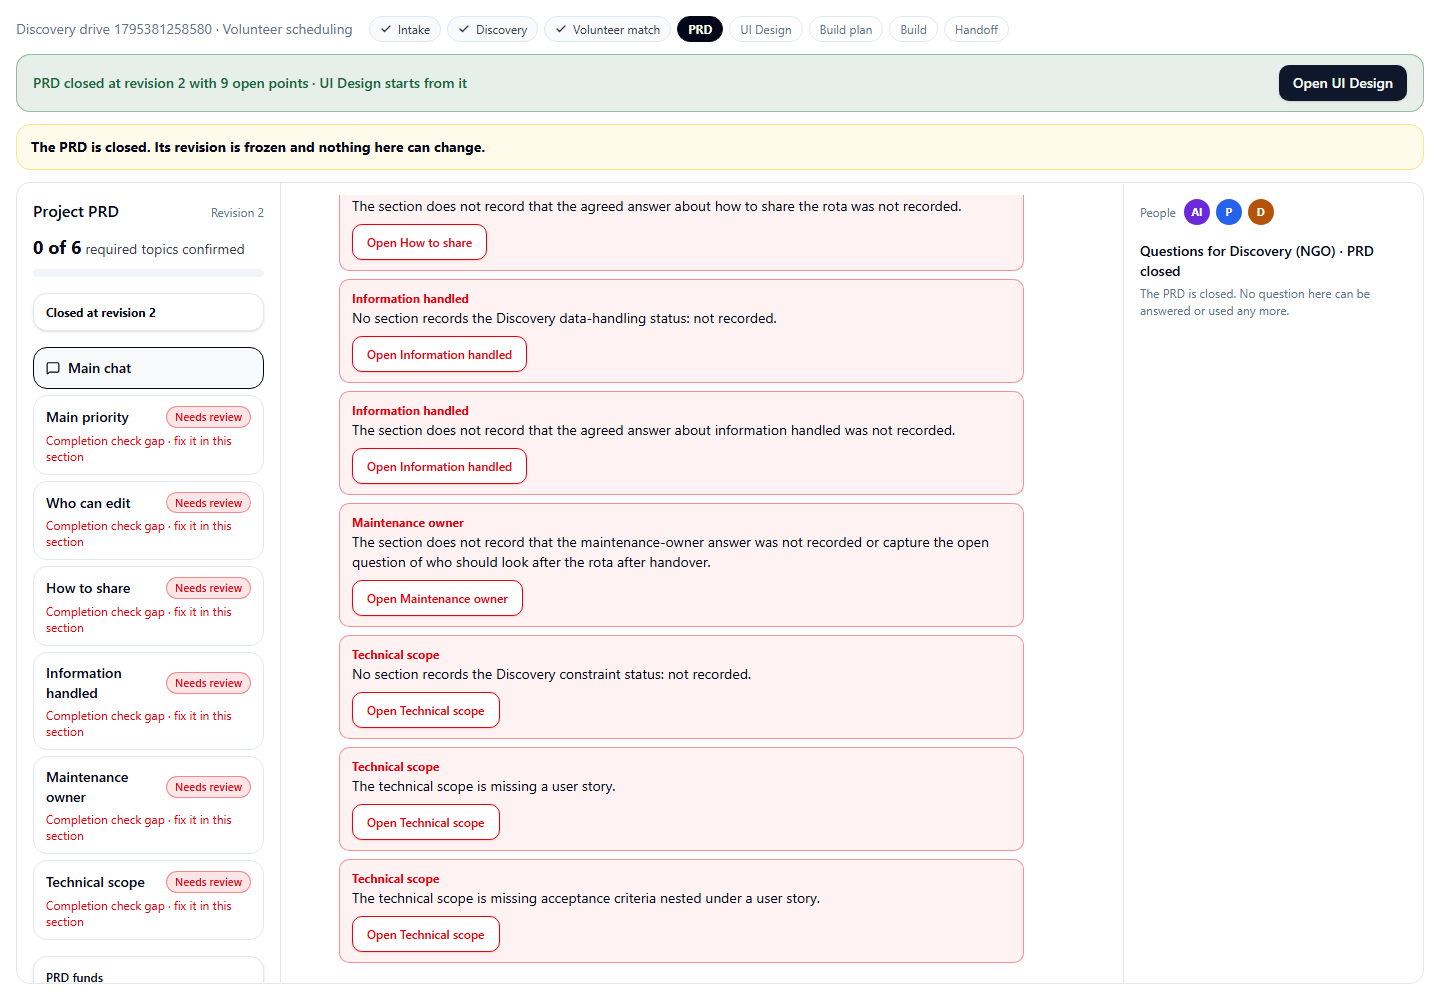 Discovery drive 1795381258580 · Volunteer scheduling
Intake
Discovery
Volunteer match
PRD
UI Design
Build plan
Build
Handoff
PRD closed at revision 2 with 9 open points · UI Design starts from it
Open UI Design
The PRD is closed. Its revision is frozen and nothing here can change.
Project PRD
Revision 2
0 of 6 required topics confirmed
Closed at revision 2
Main chat
Main priority
Needs review
Completion check gap · fix it in this
section
Who can edit
Needs review
Completion check gap · fix it in this
section
How to share
Needs review
Completion check gap · fix it in this
section
Information
handled
Needs review
Completion check gap · fix it in this
section
Maintenance
owner
Needs review
Completion check gap · fix it in this
section
Technical scope
Needs review
Completion check gap · fix it in this
section
PRD funds
The section does not record that the agreed answer about how to share the rota was not recorded.
Open How to share
Information handled
No section records the Discovery data-handling status: not recorded.
Open Information handled
Information handled
The section does not record that the agreed answer about information handled was not recorded.
Open Information handled
Maintenance owner
The section does not record that the maintenance-owner answer was not recorded or capture the open
question of who should look after the rota after handover.
Open Maintenance owner
Technical scope
No section records the Discovery constraint status: not recorded.
Open Technical scope
Technical scope
The technical scope is missing a user story.
Open Technical scope
Technical scope
The technical scope is missing acceptance criteria nested under a user story.
Open Technical scope
People
AI
P
D
Questions for Discovery (NGO) · PRD
closed
The PRD is closed. No question here can be
answered or used any more.